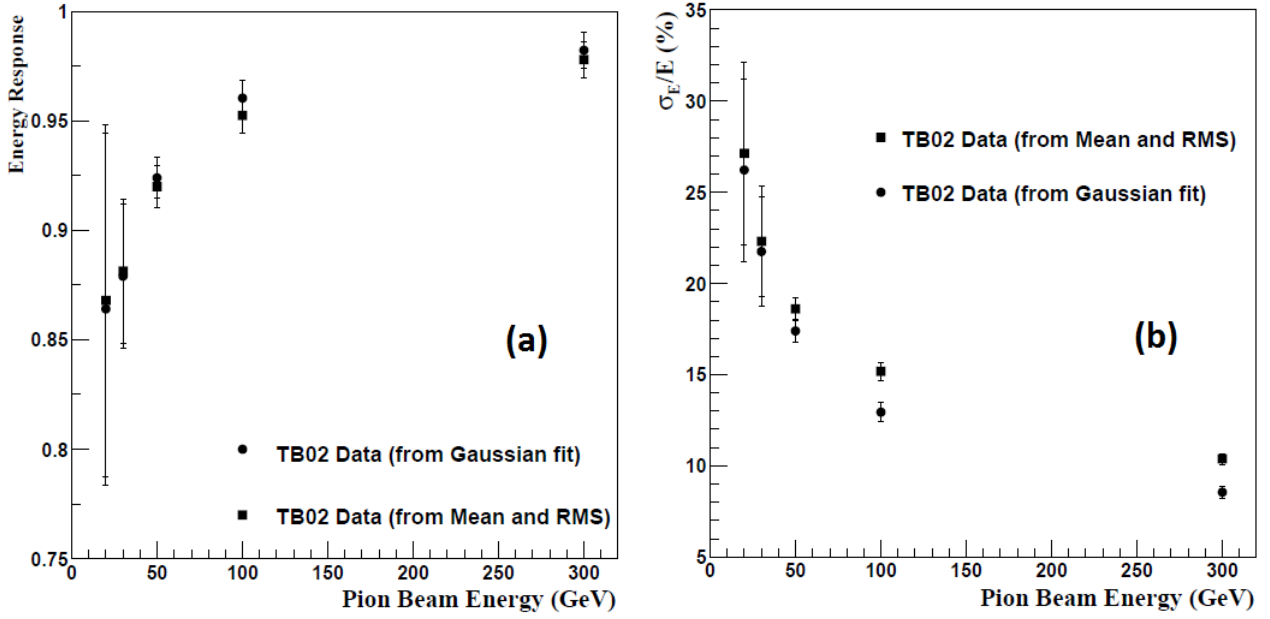 1
0.95
0.9
0.85
0.8
0.75
Energy Response
(a)
TB02 Data (from Gaussian fit)
TB02 Data (from Mean and RMS)
0 50 100 150 200 250 300
Pion Beam Energy (GeV)
35
30
25
20
15
10
5
σE/E (%)
TB02 Data (from Mean and RMS)
TB02 Data (from Gaussian fit)
(b)
0 50 100 150 200 250 300
Pion Beam Energy (GeV)